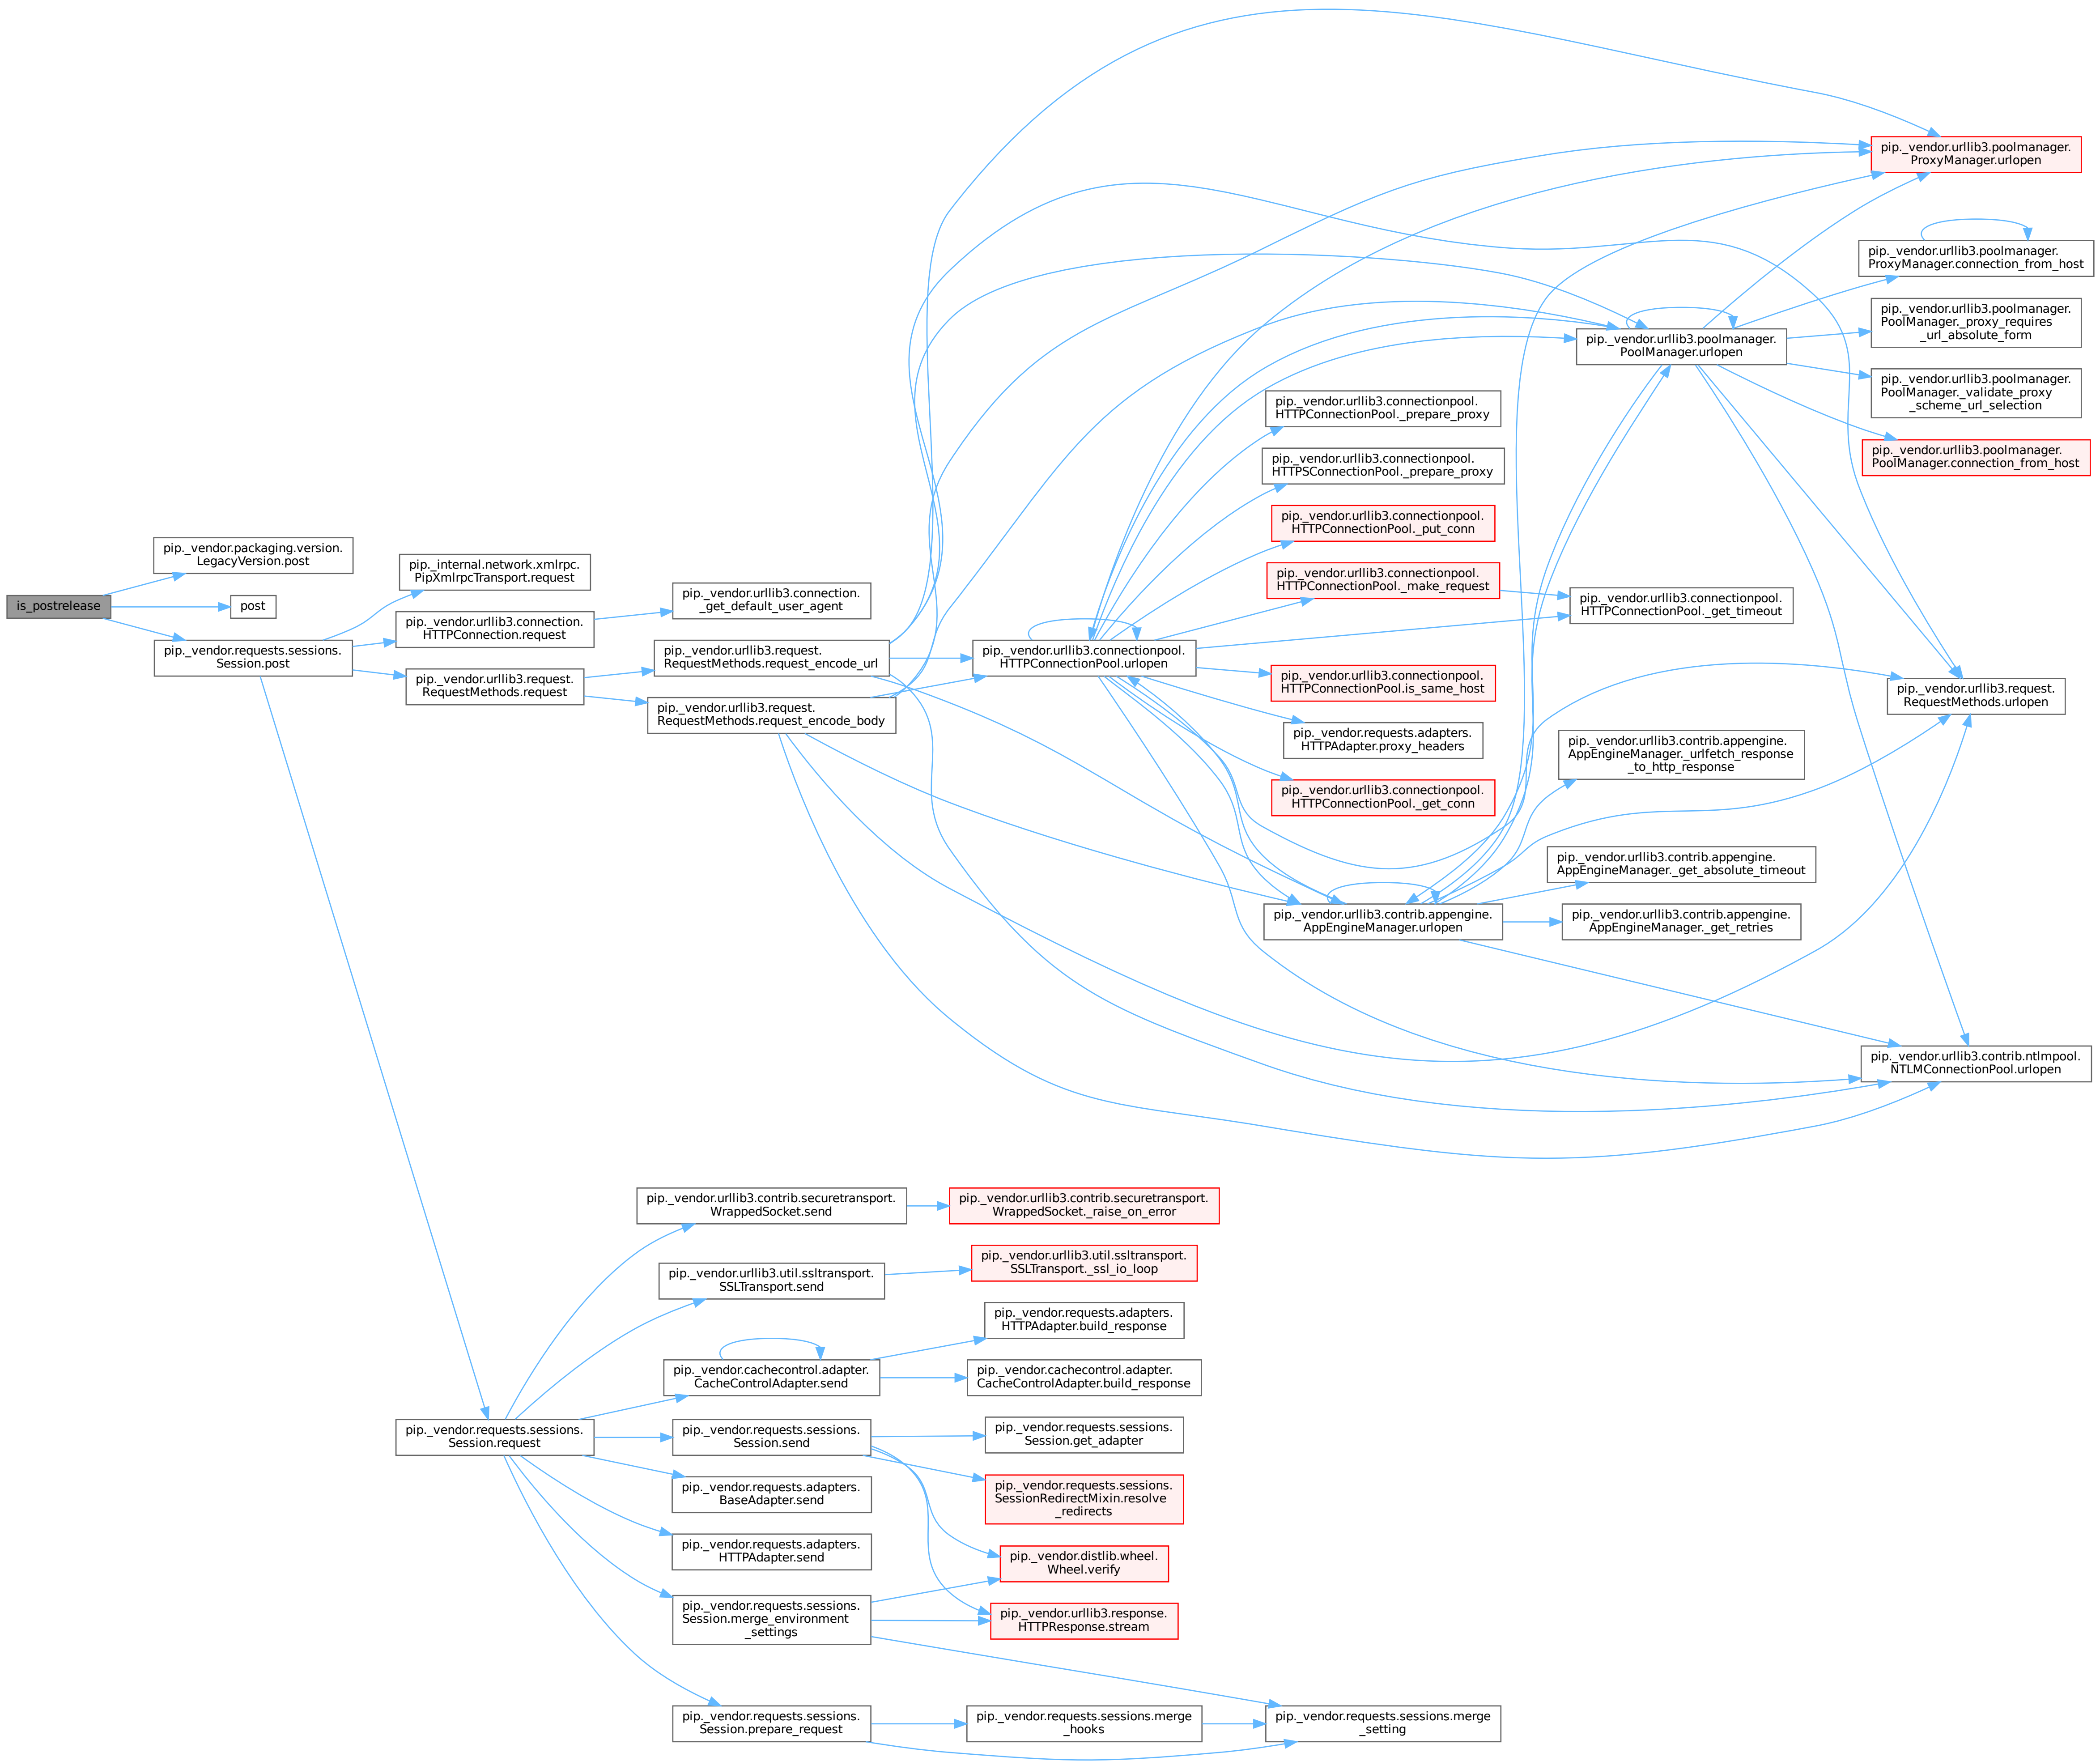 is_postrelease
pip._vendor.packaging.version.
LegacyVersion.post
post
pip._vendor.requests.sessions.
Session.post
pip._internal.network.xmlrpc.
PipXmlrpcTransport.request
pip._vendor.urllib3.connection.
HTTPConnection.request
pip._vendor.urllib3.request.
RequestMethods.request
pip._vendor.urllib3.connection.
_get_default_user_agent
pip._vendor.urllib3.request.
RequestMethods.request_encode_url
pip._vendor.urllib3.request.
RequestMethods.request_encode_body
pip._vendor.urllib3.connectionpool.
HTTPConnectionPool.urlopen
pip._vendor.urllib3.connectionpool.
HTTPConnectionPool._prepare_proxy
pip._vendor.urllib3.connectionpool.
HTTPSConnectionPool._prepare_proxy
pip._vendor.urllib3.connectionpool.
HTTPConnectionPool._put_conn
pip._vendor.urllib3.connectionpool.
HTTPConnectionPool._make_request
pip._vendor.urllib3.connectionpool.
HTTPConnectionPool.is_same_host
pip._vendor.requests.adapters.
HTTPAdapter.proxy_headers
pip._vendor.urllib3.connectionpool.
HTTPConnectionPool._get_conn
pip._vendor.urllib3.contrib.appengine.
AppEngineManager.urlopen
pip._vendor.urllib3.poolmanager.
PoolManager.urlopen
pip._vendor.urllib3.connectionpool.
HTTPConnectionPool._get_timeout
pip._vendor.urllib3.contrib.appengine.
AppEngineManager._urlfetch_response
_to_http_response
pip._vendor.urllib3.contrib.appengine.
AppEngineManager._get_absolute_timeout
pip._vendor.urllib3.contrib.appengine.
AppEngineManager._get_retries
pip._vendor.urllib3.poolmanager.
ProxyManager.urlopen
pip._vendor.urllib3.poolmanager.
ProxyManager.connection_from_host
pip._vendor.urllib3.poolmanager.
PoolManager._proxy_requires
_url_absolute_form
pip._vendor.urllib3.poolmanager.
PoolManager._validate_proxy
_scheme_url_selection
pip._vendor.urllib3.poolmanager.
PoolManager.connection_from_host
pip._vendor.urllib3.request.
RequestMethods.urlopen
pip._vendor.urllib3.contrib.ntlmpool.
NTLMConnectionPool.urlopen
pip._vendor.requests.sessions.
Session.request
pip._vendor.urllib3.contrib.securetransport.
WrappedSocket.send
pip._vendor.urllib3.util.ssltransport.
SSLTransport.send
pip._vendor.cachecontrol.adapter.
CacheControlAdapter.send
pip._vendor.requests.sessions.
Session.send
pip._vendor.requests.adapters.
BaseAdapter.send
pip._vendor.requests.adapters.
HTTPAdapter.send
pip._vendor.requests.sessions.
Session.merge_environment
_settings
pip._vendor.requests.sessions.
Session.prepare_request
pip._vendor.urllib3.contrib.securetransport.
WrappedSocket._raise_on_error
pip._vendor.urllib3.util.ssltransport.
SSLTransport._ssl_io_loop
pip._vendor.requests.adapters.
HTTPAdapter.build_response
pip._vendor.cachecontrol.adapter.
CacheControlAdapter.build_response
pip._vendor.requests.sessions.
Session.get_adapter
pip._vendor.requests.sessions.
SessionRedirectMixin.resolve
_redirects
pip._vendor.distlib.wheel.
Wheel.verify
pip._vendor.urllib3.response.
HTTPResponse.stream
pip._vendor.requests.sessions.merge
_hooks
pip._vendor.requests.sessions.merge
_setting